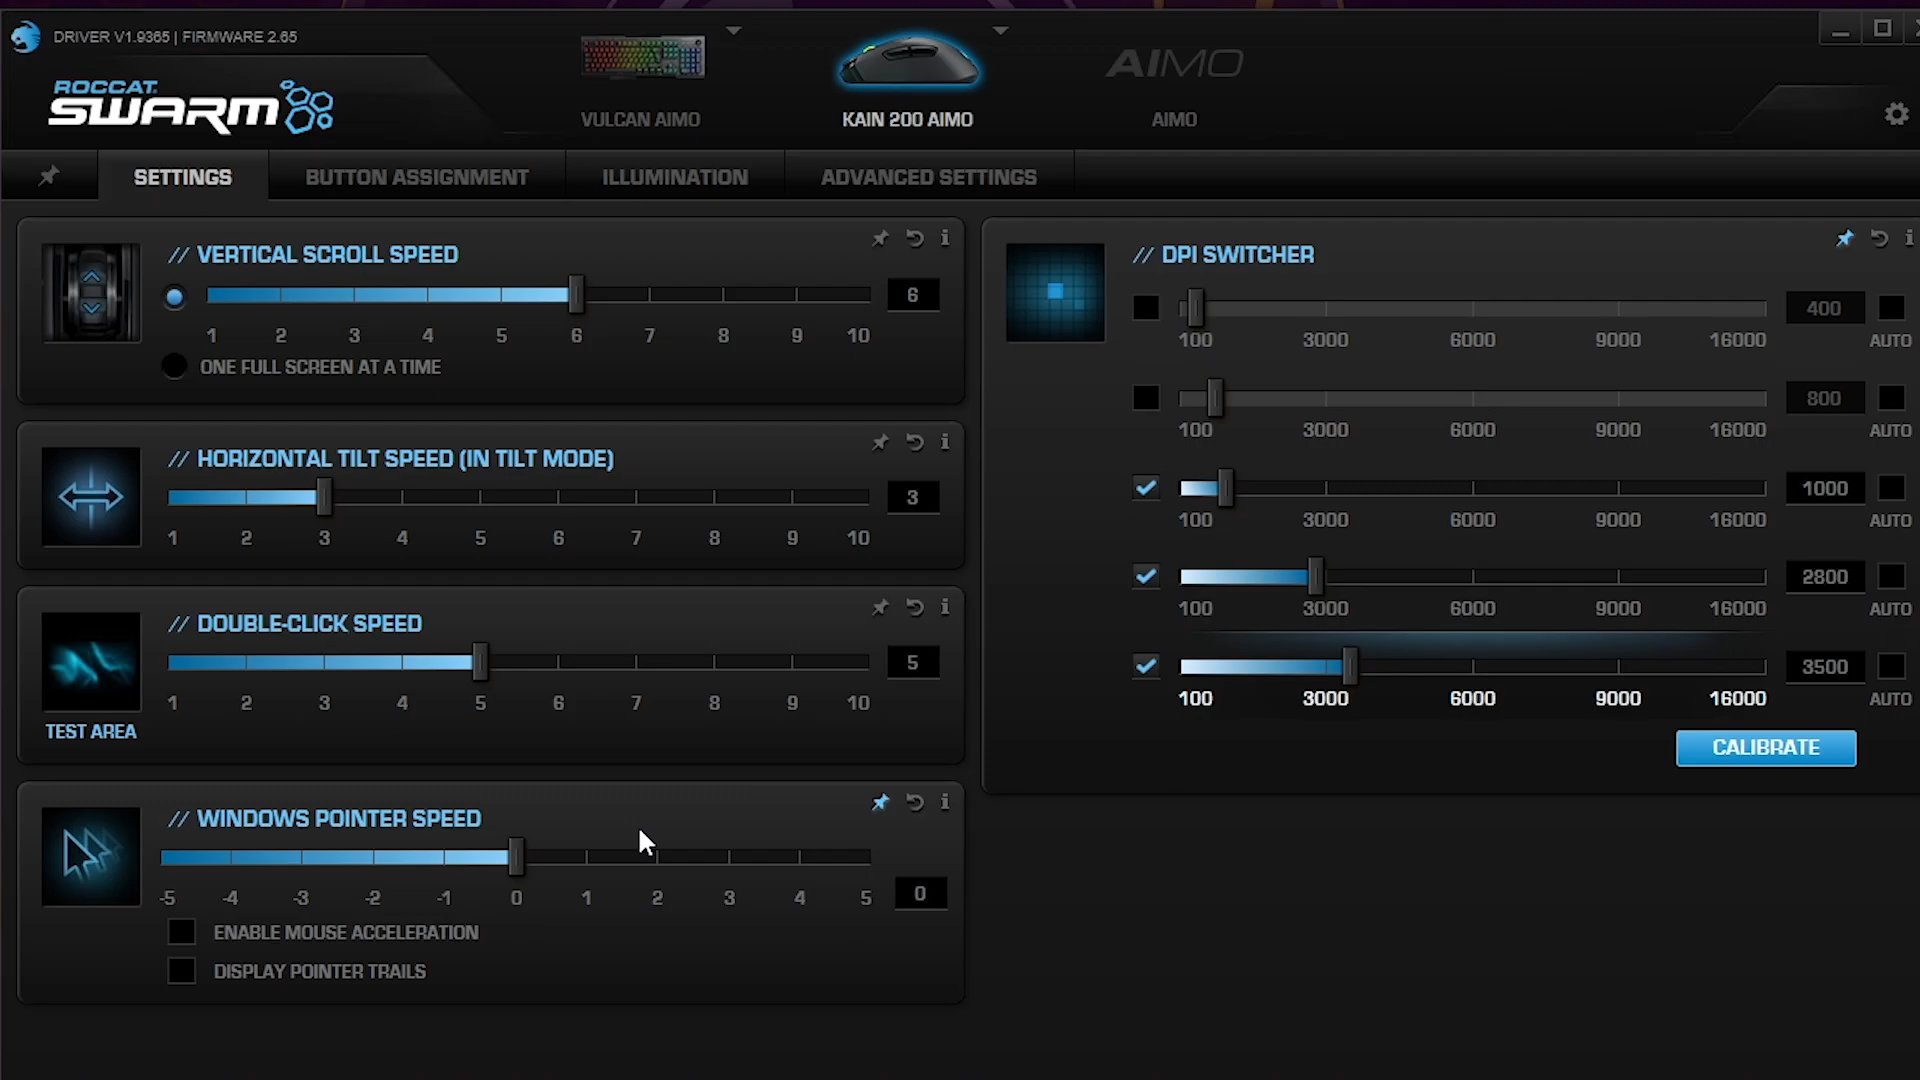 DRIVER V1.9365 | FIRMWARE 2.65
ROCCAT
SWARM
VULCAN AIMO
KAIN 200 AIMO
AIMO
AIMO
SETTINGS
BUTTON ASSIGNMENT
ILLUMINATION
ADVANCED SETTINGS
// VERTICAL SCROLL SPEED
6
1 2 3 4 5 6 7 8 9 10
ONE FULL SCREEN AT A TIME
// HORIZONTAL TILT SPEED (IN TILT MODE)
3
1 2 3 4 5 6 7 8 9 10
// DOUBLE-CLICK SPEED
5
1 2 3 4 5 6 7 8 9 10
TEST AREA
// WINDOWS POINTER SPEED
-5 -4 -3 -2 -1 0 1 2 3 4 5
0
ENABLE MOUSE ACCELERATION
DISPLAY POINTER TRAILS
// DPI SWITCHER
400
100 3000 6000 9000 16000 AUTO
800
100 3000 6000 9000 16000 AUTO
1000
100 3000 6000 9000 16000 AUTO
2800
100 3000 6000 9000 16000 AUTO
3500
100 3000 6000 9000 16000 AUTO
CALIBRATE